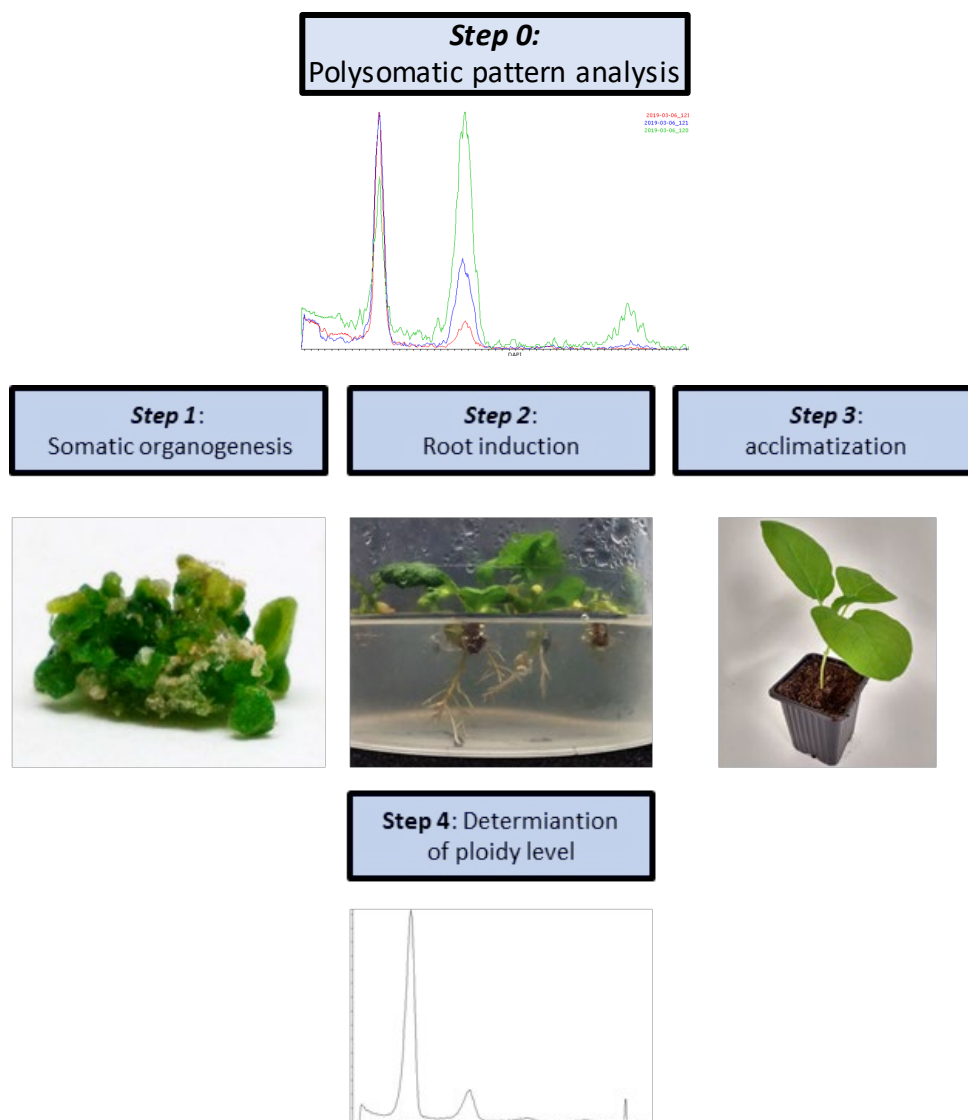 Step 0:
Polysomatic pattern analysis
2019-03-06_121
2019-03-06_121
2019-03-06_120
DAPI
Step 1:
Somatic organogenesis
Step 2:
Root induction
Step 3:
acclimatization
Step 4: Determiantion
of ploidy level